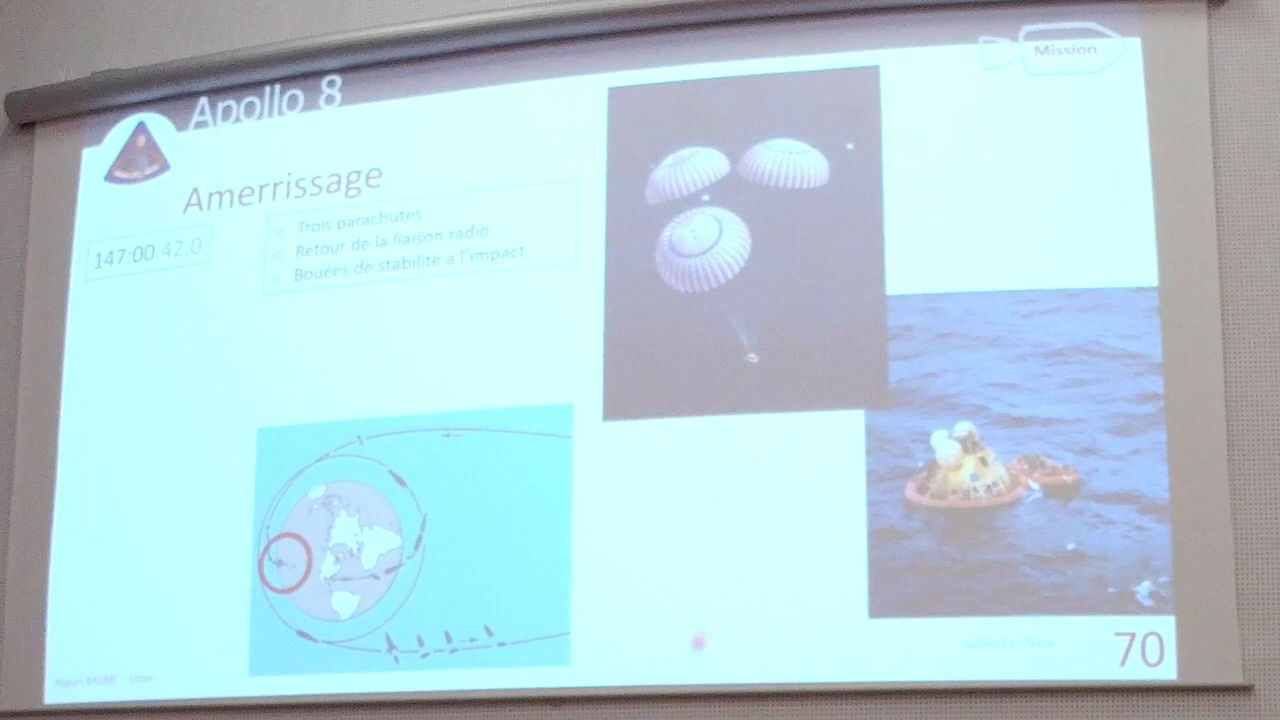 Apollo 8
Mission
Amerrissage
147:00:42.0
Trois parachutes
Retour de la liaison radio
Bouées de stabilité à l'impact
BAUME
70